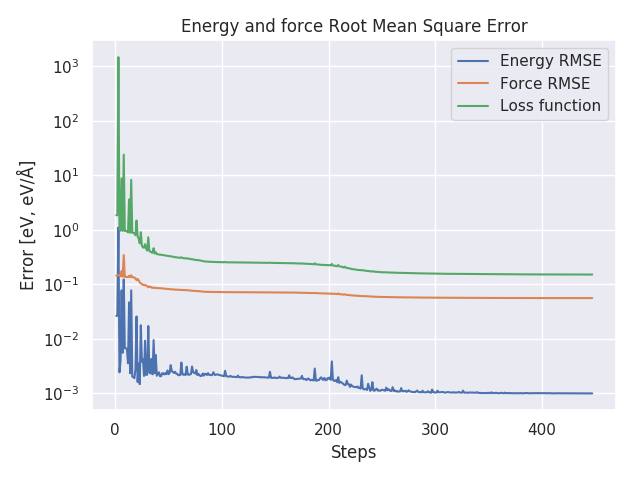 Energy and force Root Mean Square Error
Energy RMSE
Force RMSE
Loss function
Error [eV, eV/Å]
10³
10²
10¹
10⁰
10⁻¹
10⁻²
10⁻³
0 100 200 300 400
Steps